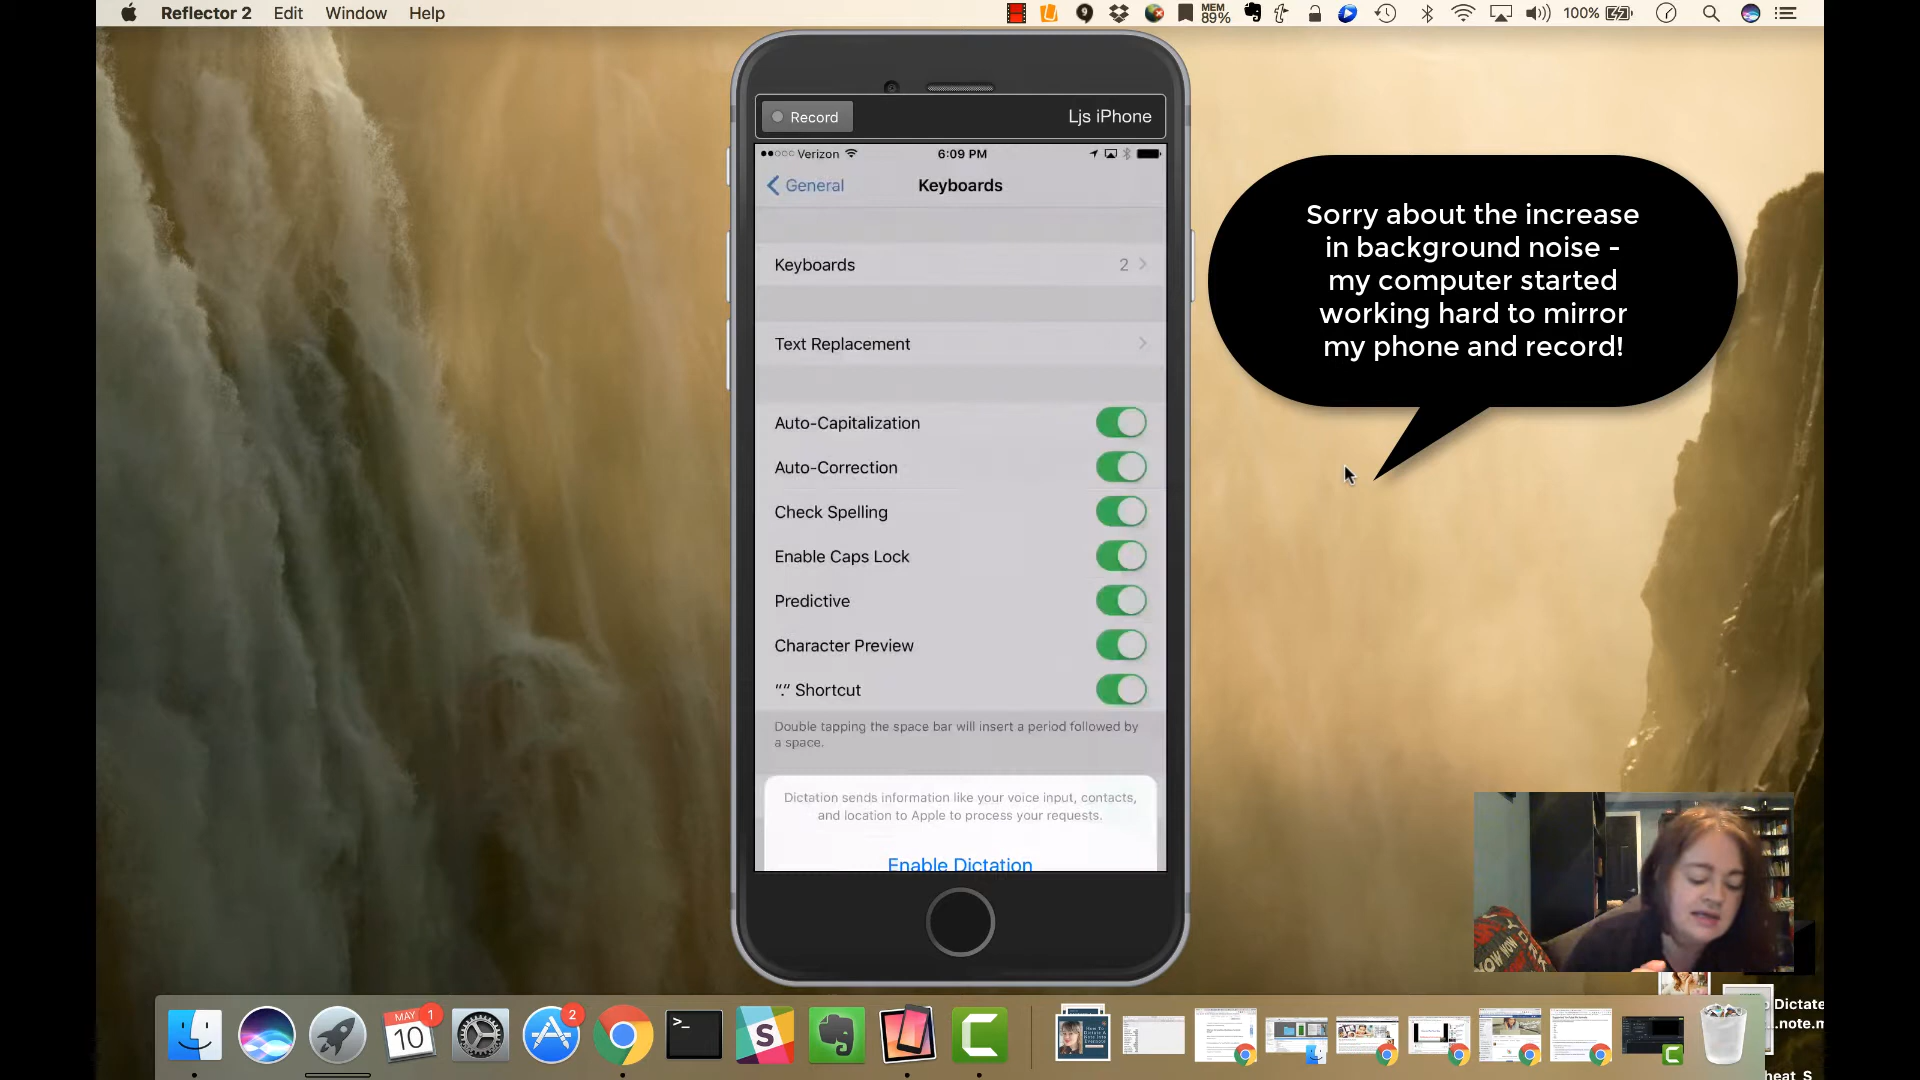 Reflector 2 Edit Window Help
9 MEM 89% 100%
Record Ljs iPhone
Verizon 6:09 PM
General Keyboards
Keyboards 2
Text Replacement
Auto-Capitalization
Auto-Correction
Check Spelling
Enable Caps Lock
Predictive
Character Preview
“.” Shortcut
Double tapping the space bar will insert a period followed by
a space.
Dictation sends information like your voice input, contacts,
and location to Apple to process your requests.
Enable Dictation
Sorry about the increase
in background noise -
my computer started
working hard to mirror
my phone and record!
MAY 1
10
2
>_
S
C
Dictate
...note.m